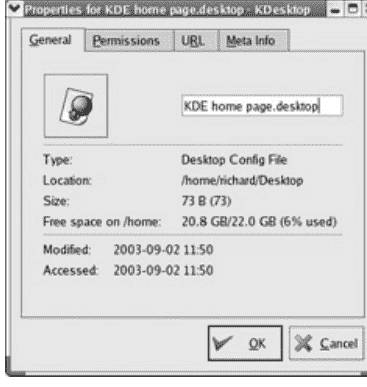 Properties for KDE home page.desktop - KDesktop
General Permissions URL Meta Info
KDE home page.desktop
Type: Desktop Config File
Location: /home/richard/Desktop
Size: 73 B (73)
Free space on /home: 20.8 GB/22.0 GB (6% used)
Modified: 2003-09-02 11:50
Accessed: 2003-09-02 11:50
OK Cancel